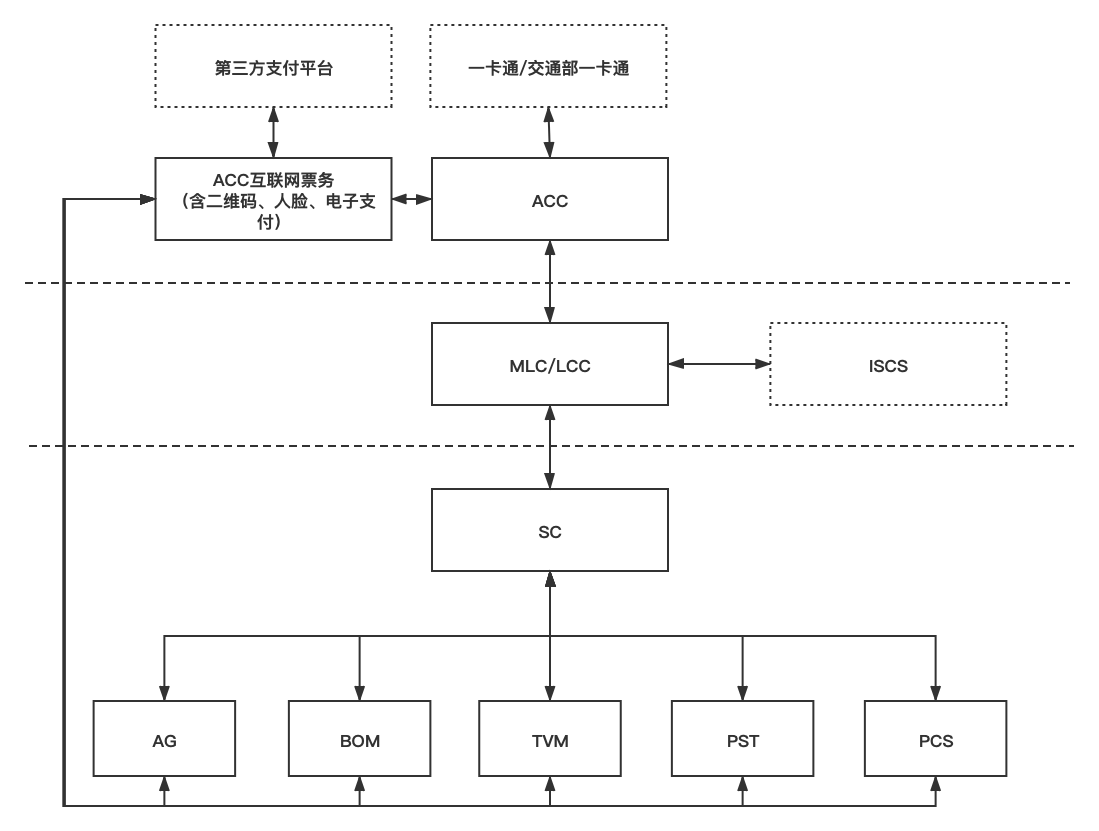 第三方支付平台
一卡通/交通部一卡通
ACC互联网票务
（含二维码、人脸、电子支
付）
ACC
MLC/LCC
ISCS
SC
AG
BOM
TVM
PST
PCS